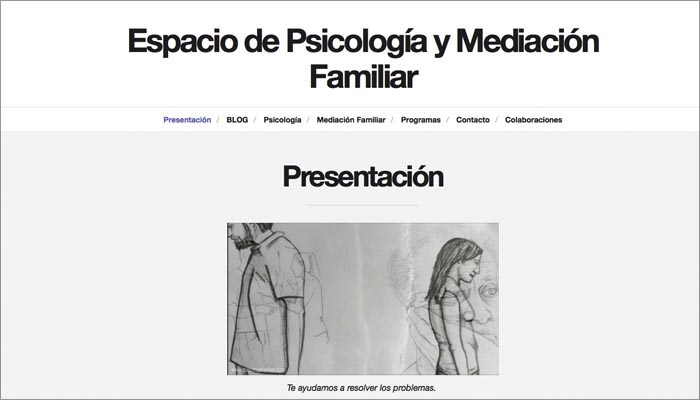 Espacio de Psicología y Mediación
Familiar
Presentación / BLOG / Psicología / Mediación Familiar / Programas / Contacto / Colaboraciones
Presentación
Te ayudamos a resolver los problemas.